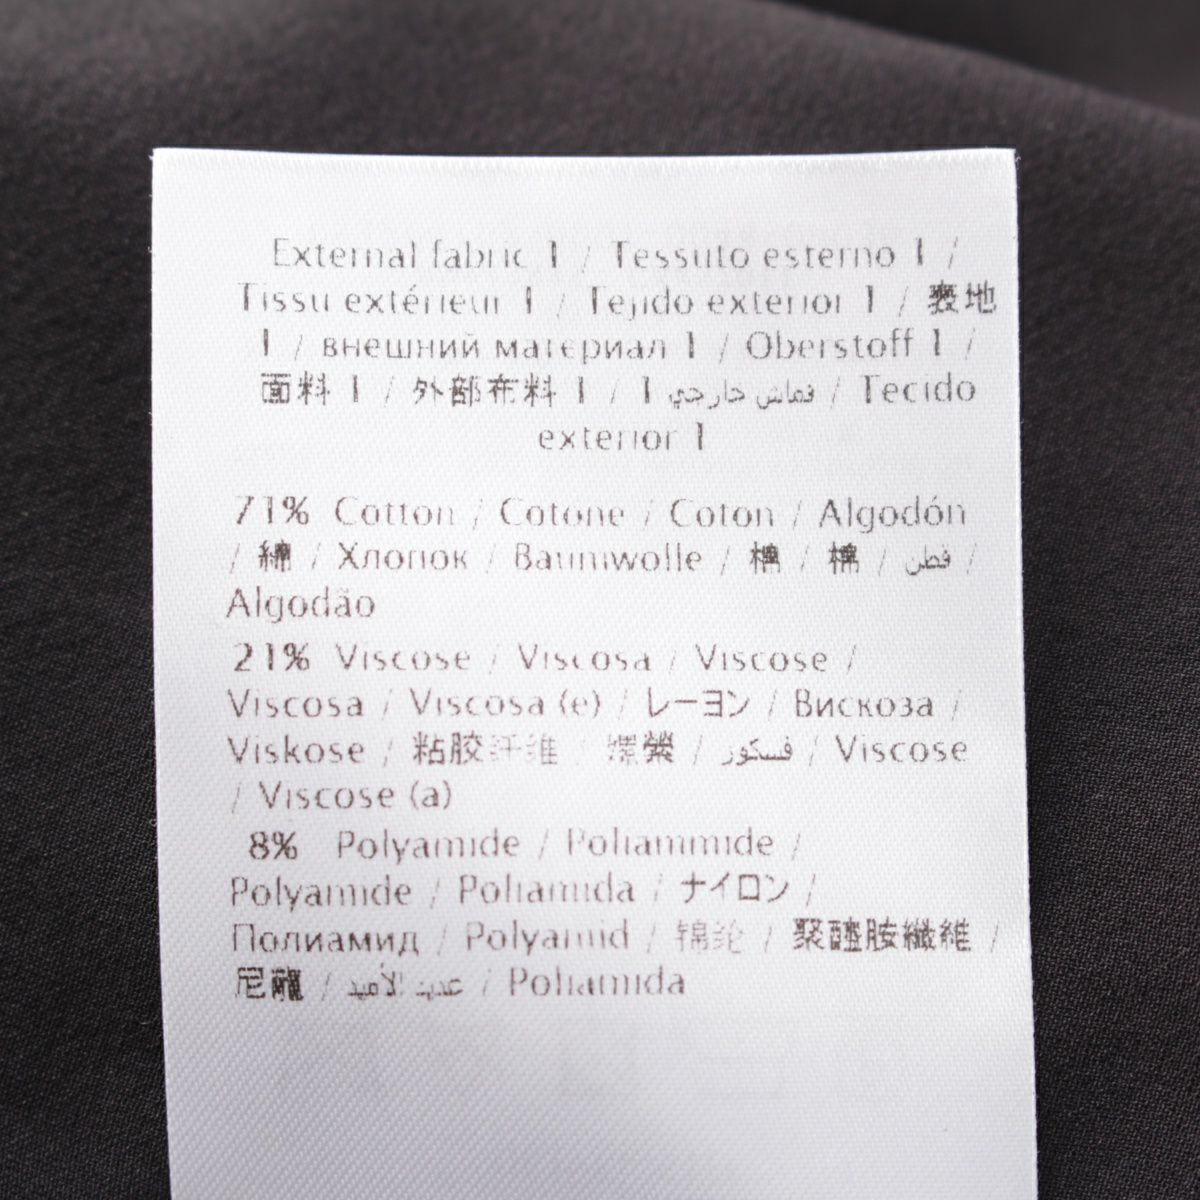 External fabric 1 / Tessuto esterno 1 /
Tissu extérieur 1 / Tejido exterior 1 / 表地
1 / внешний материал 1 / Oberstoff 1 /
面料 1 / 外部布料 1 / 1 قماش خارجي / Tecido
exterior 1
71% Cotton / Cotone / Coton / Algodón
/ 綿 / Хлопок / Baumwolle / 棉 / 棉 / قطن /
Algodão
21% Viscose / Viscosa / Viscose /
Viscosa / Viscosa (e) / レーヨン / Вискоза /
Viskose / 粘胶纤维 / 嫘縈 / فسكوز / Viscose
/ Viscose (a)
8% Polyamide / Poliammide /
Polyamide / Poliamida / ナイロン /
Полиамид / Polyamid / 锦纶 / 聚醯胺纖維 /
尼龍 / عديد الأميد / Poliamida